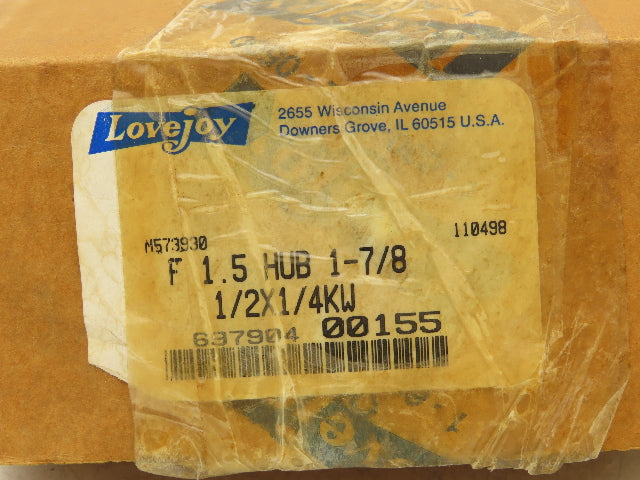 Lovejoy
2655 Wisconsin Avenue
Downers Grove, IL 60515 U.S.A.
M573930
110498
F 1.5 HUB 1-7/8
1/2X1/4KW
637904 00155